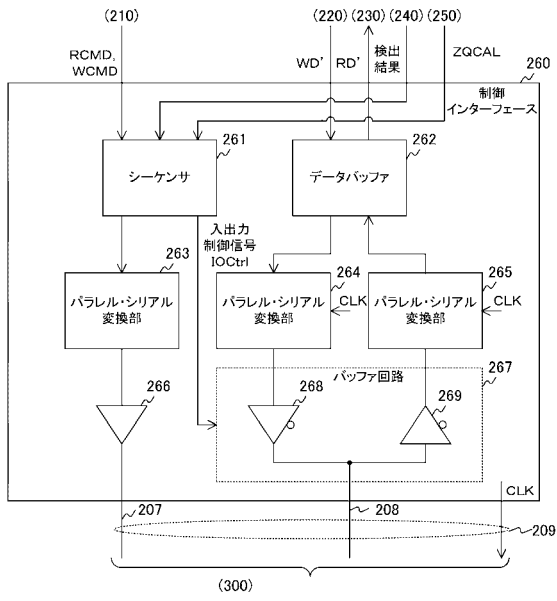 (210)
(220)
(230)
(240)
(250)
RCMD,
WCMD
WD'
RD'
検出
結果
ZQCAL
260
制御
インターフェース
261
シーケンサ
262
データバッファ
入出力
制御信号
IOCtrl
263
パラレル・シリアル
変換部
264
パラレル・シリアル
変換部
CLK
265
パラレル・シリアル
変換部
CLK
266
バッファ回路
267
268
269
CLK
207
208
209
(300)